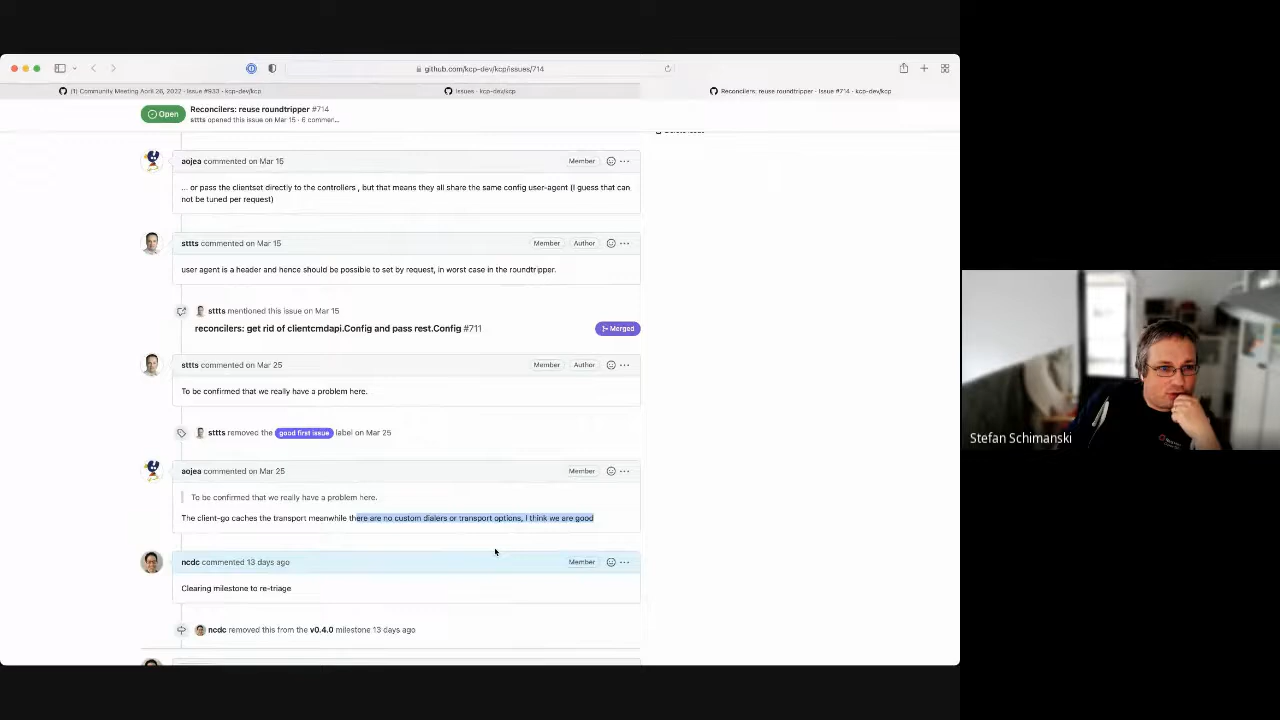 github.com/kcp-dev/kcp/issues/714
(1) Community Meeting April 26, 2022 · Issue #933 · kcp-dev/kcp
Issues · kcp-dev/kcp
Reconcilers: reuse roundtripper · Issue #714 · kcp-dev/kcp
Open
Reconcilers: reuse roundtripper #714
sttts opened this issue on Mar 15 · 6 commen...
aojea commented on Mar 15
Member
... or pass the clientset directly to the controllers , but that means they all share the same config user-agent (I guess that can
not be tuned per request)
sttts commented on Mar 15
Member
Author
user agent is a header and hence should be possible to set by request, in worst case in the roundtripper.
sttts mentioned this issue on Mar 15
reconcilers: get rid of clientcmdapi.Config and pass rest.Config #711
Merged
sttts commented on Mar 25
Member
Author
To be confirmed that we really have a problem here.
sttts removed the good first issue label on Mar 25
aojea commented on Mar 25
Member
To be confirmed that we really have a problem here.
The client-go caches the transport meanwhile there are no custom dialers or transport options, I think we are good
ncdc commented 13 days ago
Member
Clearing milestone to re-triage
ncdc removed this from the v0.4.0 milestone 13 days ago
Stefan Schimanski